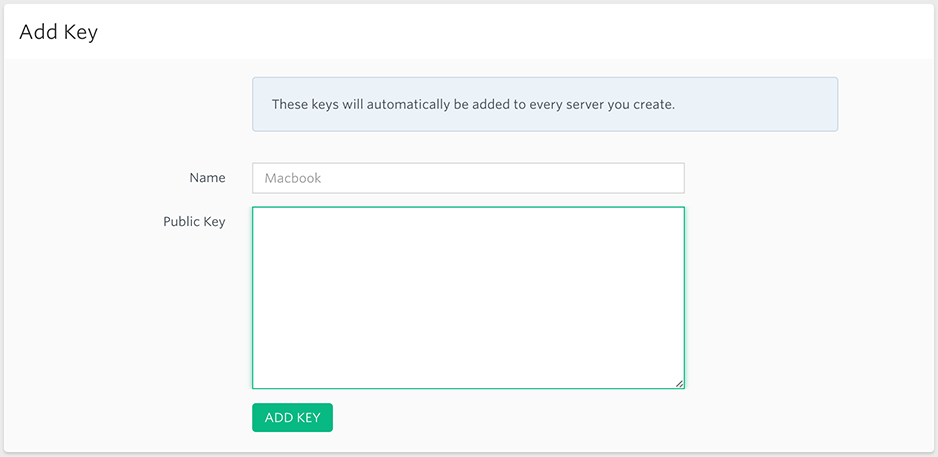 Add Key
These keys will automatically be added to every server you create.
Name
Macbook
Public Key
ADD KEY